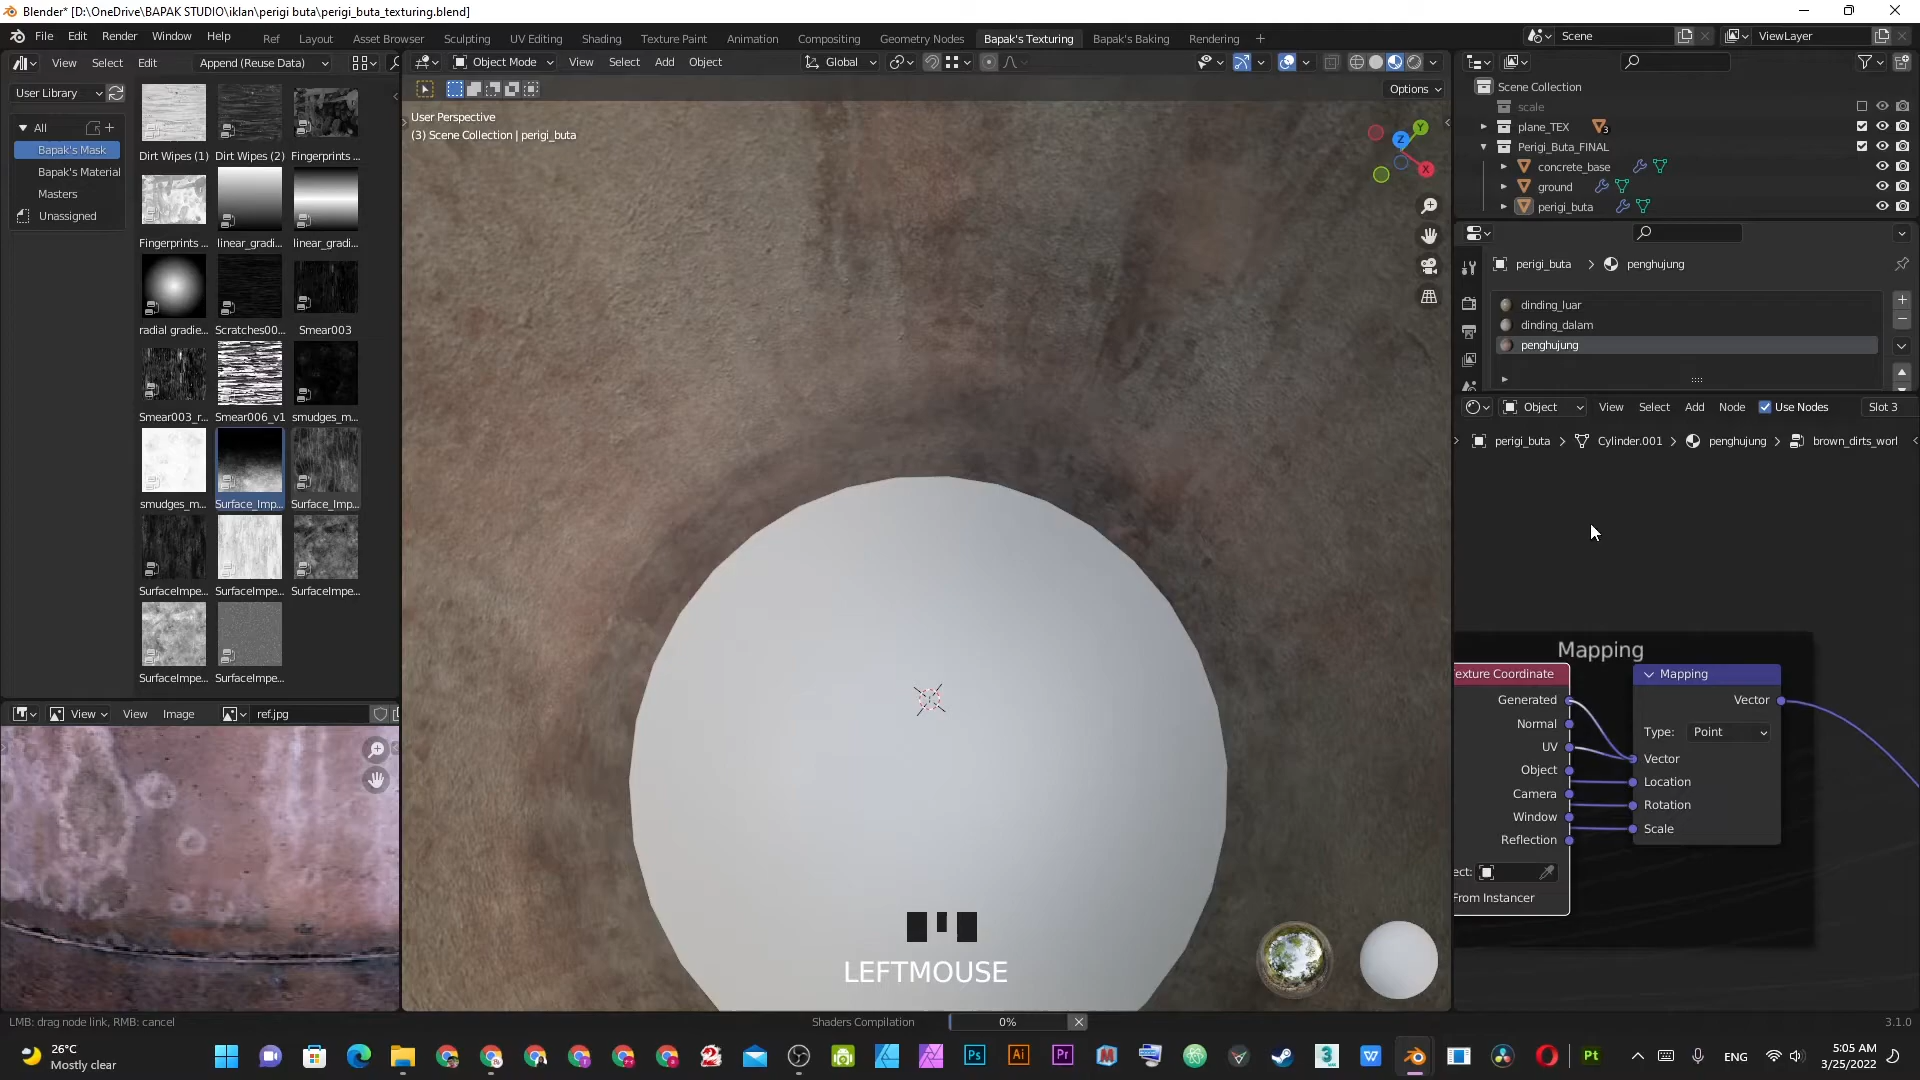 Blender* [D:\OneDrive\BAPAK STUDIO\iklan\perigi buta\perigi_buta_texturing.blend]
File Edit Render Window Help Ref Layout Asset Browser Sculpting UV Editing Shading Texture Paint Animation Compositing Geometry Nodes Bapak's Texturing Bapak's Baking Rendering Scene ViewLayer
View Select Edit Append (Reuse Data)
Object Mode View Select Add Object Global
User Library
Options
All
Bapak's Mask
Bapak's Material
Masters
Unassigned
Dirt Wipes (1) Dirt Wipes (2) Fingerprints ...
Fingerprints ... linear_gradi... linear_gradi...
radial gradie... Scratches00... Smear003
Smear003_r... Smear006_v1 smudges_m...
smudges_m... Surface_Imp... Surface_Imp...
SurfaceImpe... SurfaceImpe... SurfaceImpe...
SurfaceImpe... SurfaceImpe...
User Perspective
(3) Scene Collection | perigi_buta
Z Y X
LEFTMOUSE
View View Image ref.jpg
Scene Collection
scale
plane_TEX 3
Perigi_Buta_FINAL
concrete_base
ground
perigi_buta
perigi_buta penghujung
dinding_luar
dinding_dalam
penghujung
Object View Select Add Node Use Nodes Slot 3
perigi_buta Cylinder.001 penghujung brown_dirts_worl
Mapping
exture Coordinate
Generated
Normal
UV
Object
Camera
Window
Reflection
ect:
From Instancer
Mapping
Vector
Type: Point
Vector
Location
Rotation
Scale
LMB: drag node link, RMB: cancel
Shaders Compilation 0%
3.1.0
26°C
Mostly clear
Ps Ai Pr 3 W Pt
ENG
5:05 AM
3/25/2022